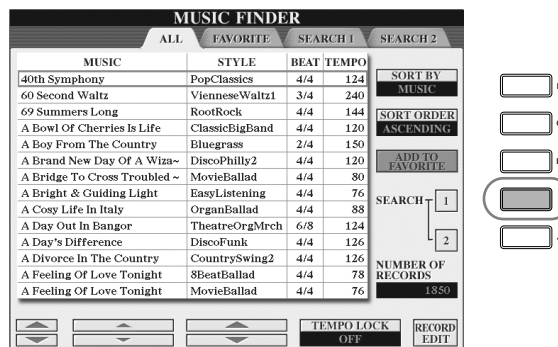 MUSIC FINDER
ALL FAVORITE SEARCH 1 SEARCH 2
MUSIC STYLE BEAT TEMPO
40th Symphony PopClassics 4/4 124
60 Second Waltz VienneseWaltz1 3/4 240
69 Summers Long RootRock 4/4 144
A Bowl Of Cherries Is Life ClassicBigBand 4/4 120
A Boy From The Country Bluegrass 2/4 150
A Brand New Day Of A Wiza~ DiscoPhilly2 4/4 120
A Bridge To Cross Troubled ~ MovieBallad 4/4 80
A Bright & Guiding Light EasyListening 4/4 76
A Cosy Life In Italy OrganBallad 4/4 88
A Day Out In Bangor TheatreOrgMrch 6/8 124
A Day's Difference DiscoFunk 4/4 126
A Divorce In The Country CountrySwing2 4/4 126
A Feeling Of Love Tonight 8BeatBallad 4/4 78
A Feeling Of Love Tonight MovieBallad 4/4 76
SORT BY
MUSIC
SORT ORDER
ASCENDING
ADD TO
FAVORITE
SEARCH 1
2
NUMBER OF
RECORDS
1850
TEMPO LOCK
OFF
RECORD
EDIT